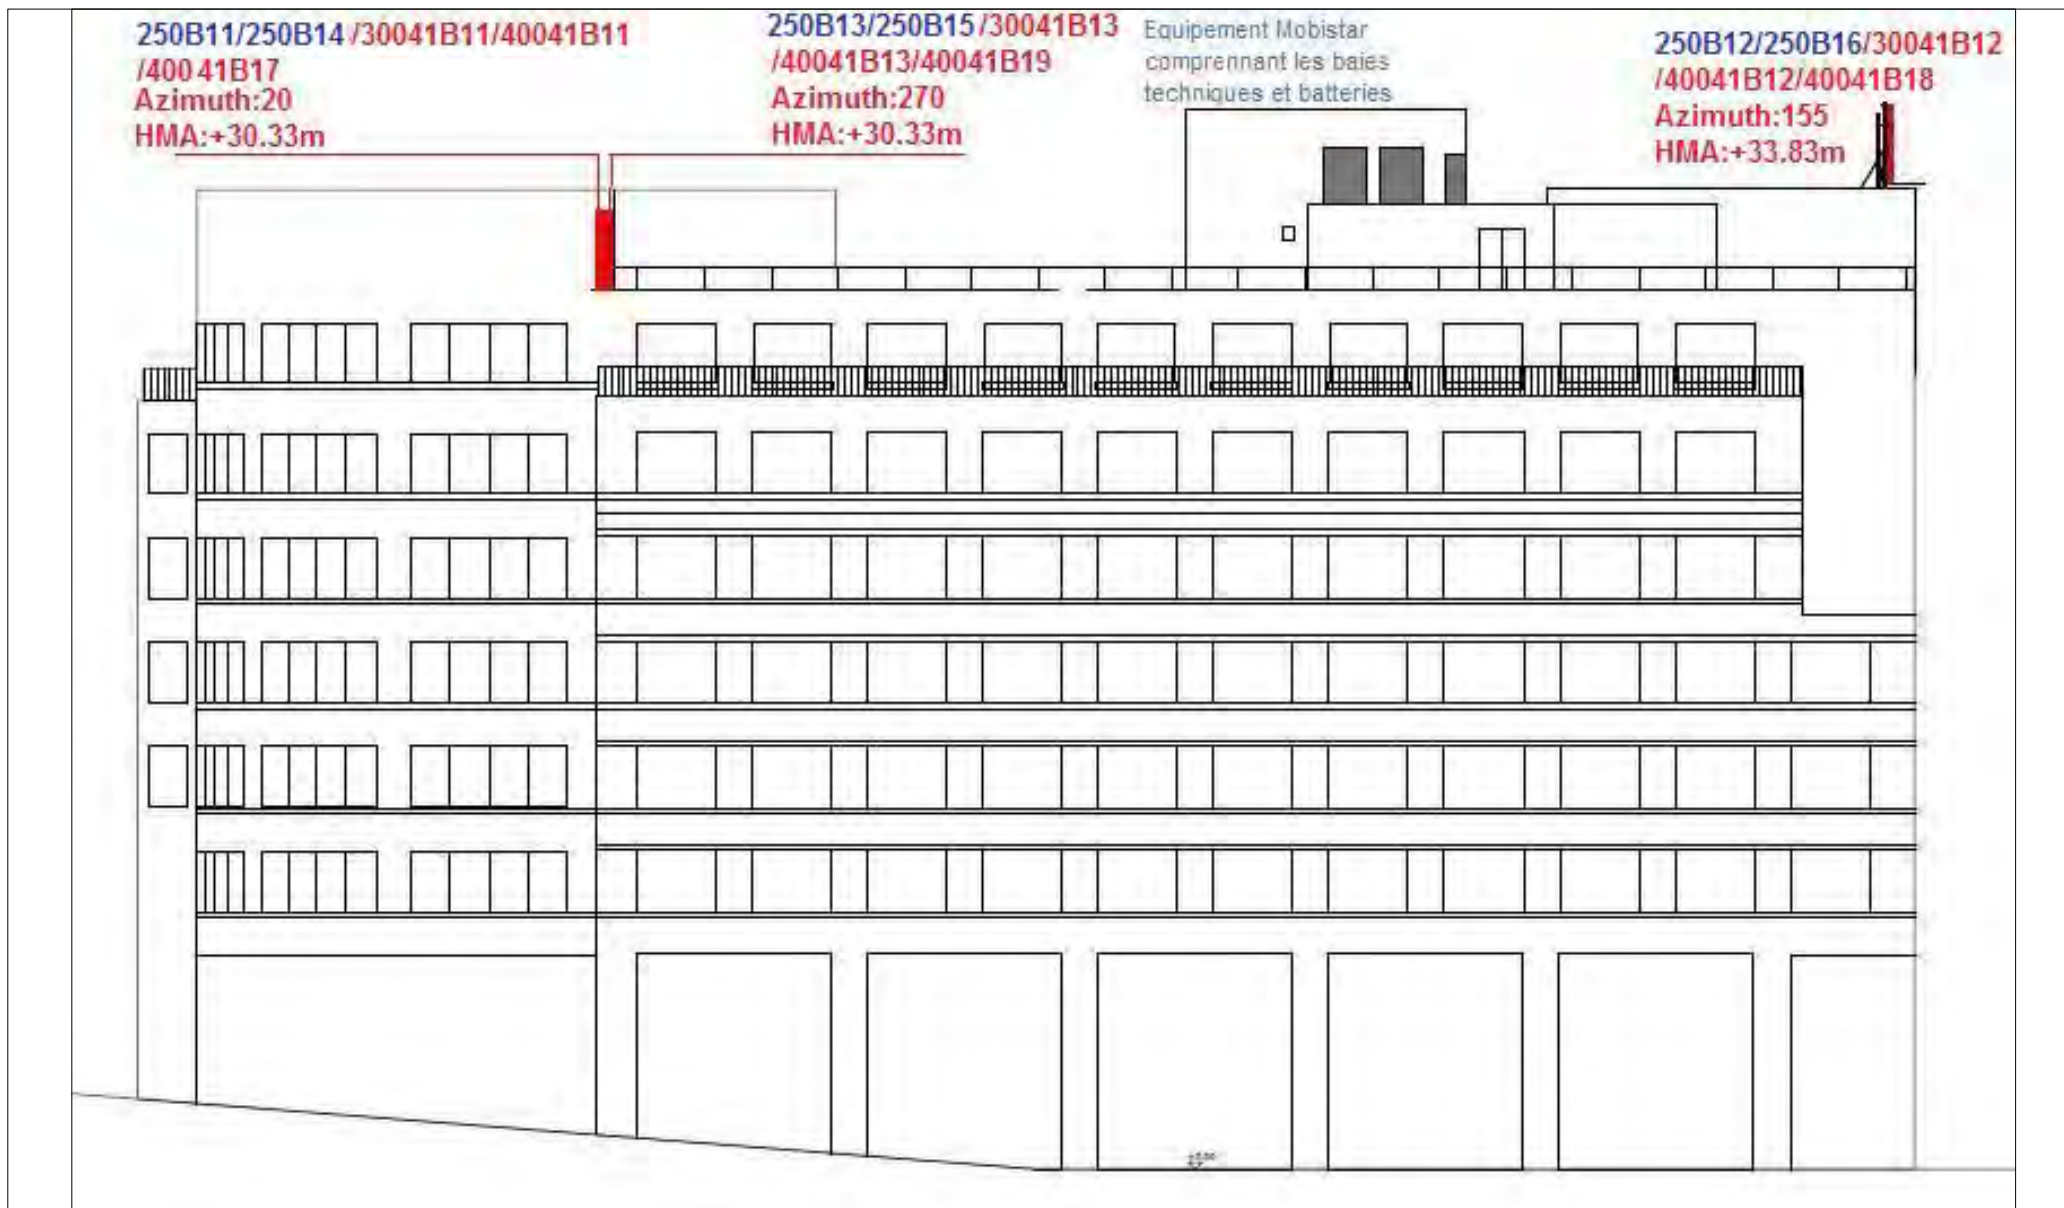 250B11/250B14/30041B11/40041B11
/400 41B17
Azimuth:20
HMA:+30.33m
250B13/250B15/30041B13
/40041B13/40041B19
Azimuth:270
HMA:+30.33m
Equipement Mobistar
comprennant les baies
techniques et batteries
250B12/250B16/30041B12
/40041B12/40041B18
Azimuth:155
HMA:+33.83m